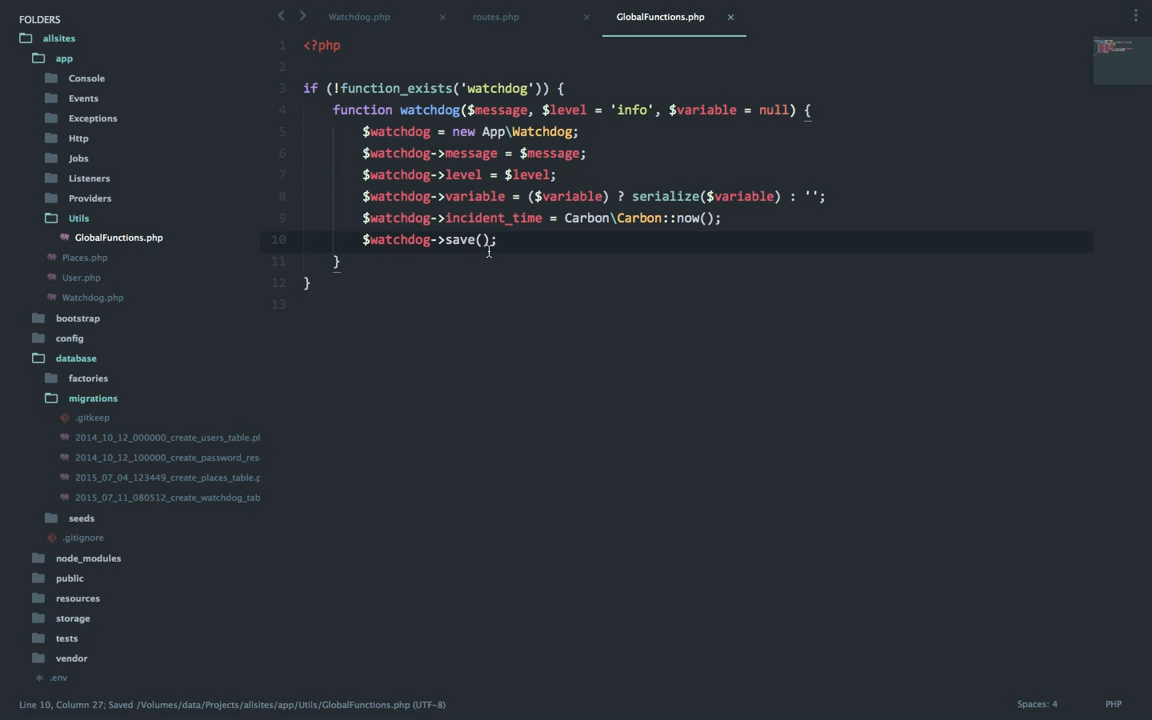 FOLDERS
allsites
app
Console
Events
Exceptions
Http
Jobs
Listeners
Providers
Utils
GlobalFunctions.php
Places.php
User.php
Watchdog.php
bootstrap
config
database
factories
migrations
.gitkeep
2014_10_12_000000_create_users_table.pl
2014_10_12_100000_create_password_res
2015_07_04_123449_create_places_table.p
2015_07_11_080512_create_watchdog_tab
seeds
.gitignore
node_modules
public
resources
storage
tests
vendor
.env
Watchdog.php × routes.php × GlobalFunctions.php ×
1 <?php
2
3 if (!function_exists('watchdog')) {
4 function watchdog($message, $level = 'info', $variable = null) {
5 $watchdog = new App\Watchdog;
6 $watchdog->message = $message;
7 $watchdog->level = $level;
8 $watchdog->variable = ($variable) ? serialize($variable) : '';
9 $watchdog->incident_time = Carbon\Carbon::now();
10 $watchdog->save();
11 }
12 }
13
Line 10, Column 27; Saved /Volumes/data/Projects/allsites/app/Utils/GlobalFunctions.php (UTF-8) Spaces: 4 PHP